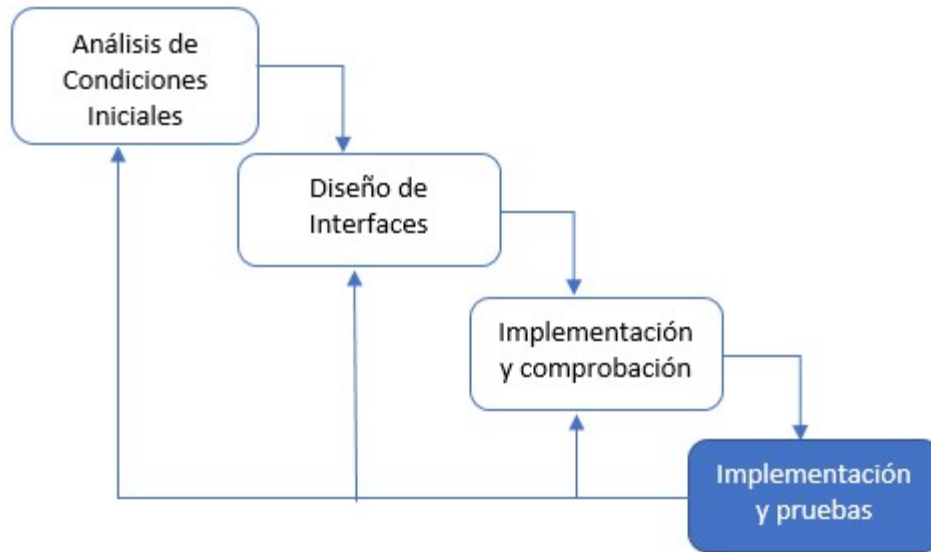 Análisis de
Condiciones
Iniciales
Diseño de
Interfaces
Implementación
y comprobación
Implementación
y pruebas